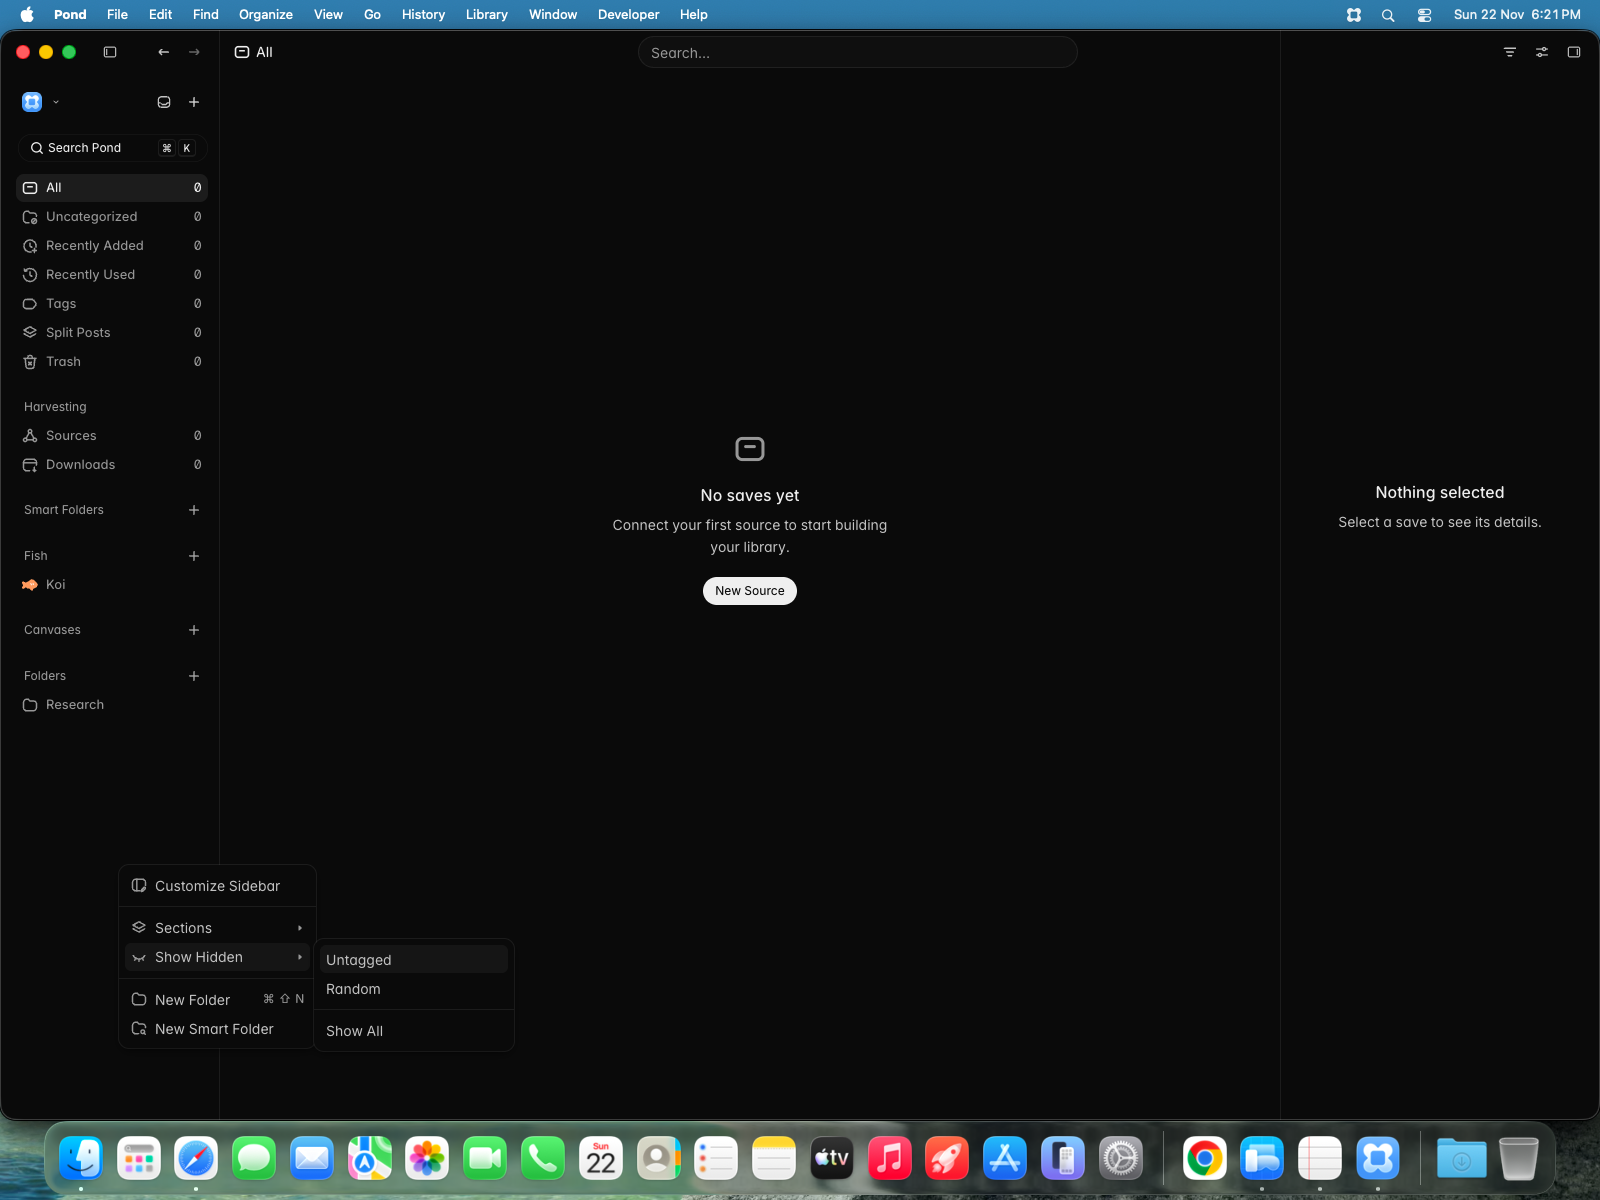 Pond File Edit Find Organize View Go History Library Window Developer Help
Sun 22 Nov 6:21 PM
All
Search...
Search Pond ⌘ K
All 0
Uncategorized 0
Recently Added 0
Recently Used 0
Tags 0
Split Posts 0
Trash 0
Harvesting
Sources 0
Downloads 0
Smart Folders
Fish
Koi
Canvases
Folders
Research
No saves yet
Connect your first source to start building
your library.
New Source
Nothing selected
Select a save to see its details.
Customize Sidebar
Sections
Show Hidden
New Folder ⌘ ⇧ N
New Smart Folder
Untagged
Random
Show All
Sun
22
tv